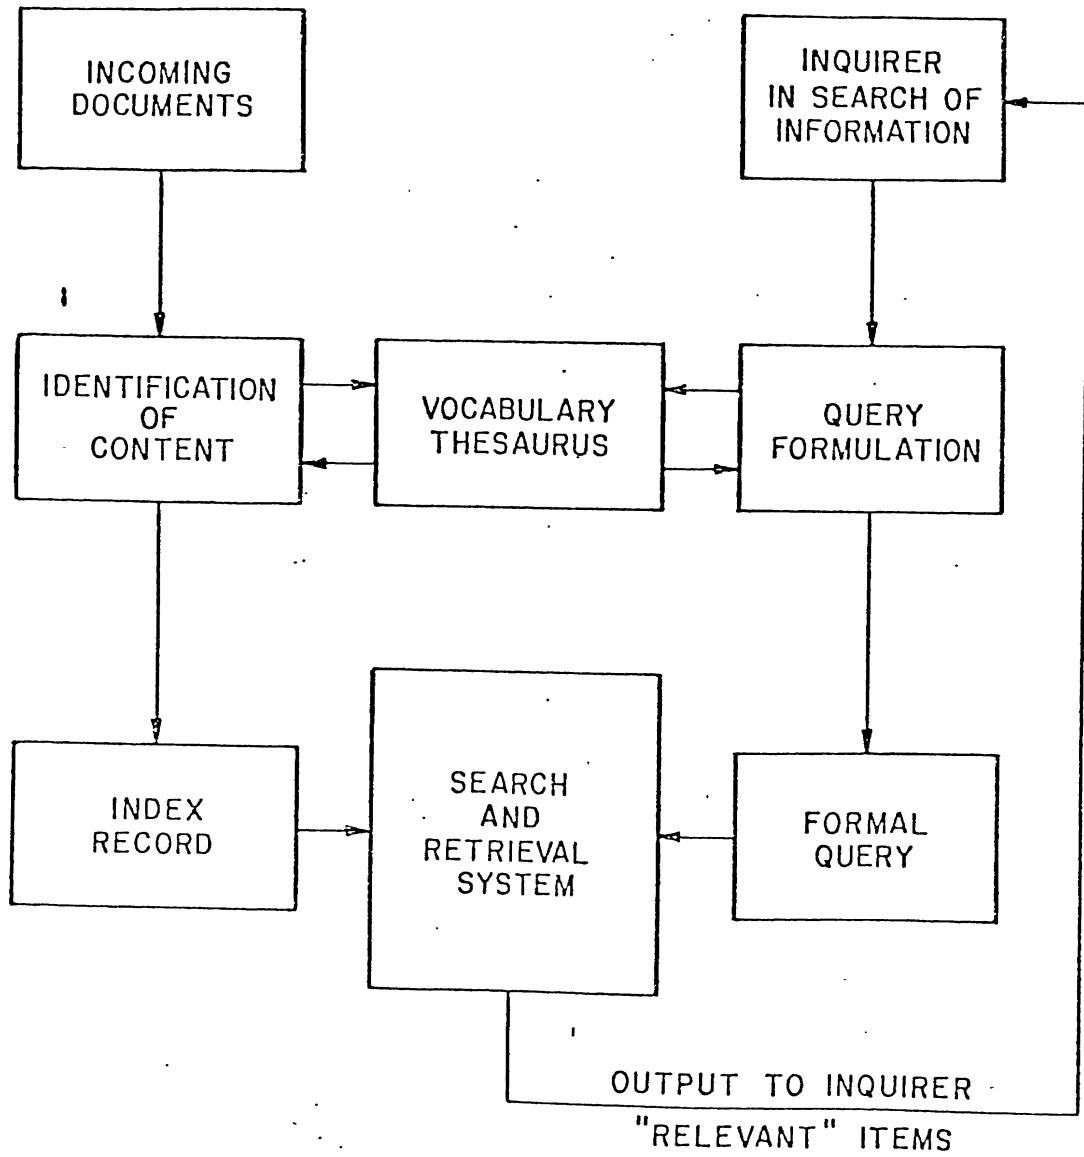 INCOMING
DOCUMENTS
INQUIRER
IN SEARCH OF
INFORMATION
IDENTIFICATION
OF
CONTENT
VOCABULARY
THESAURUS
QUERY
FORMULATION
INDEX
RECORD
SEARCH
AND
RETRIEVAL
SYSTEM
FORMAL
QUERY
OUTPUT TO INQUIRER
"RELEVANT" ITEMS